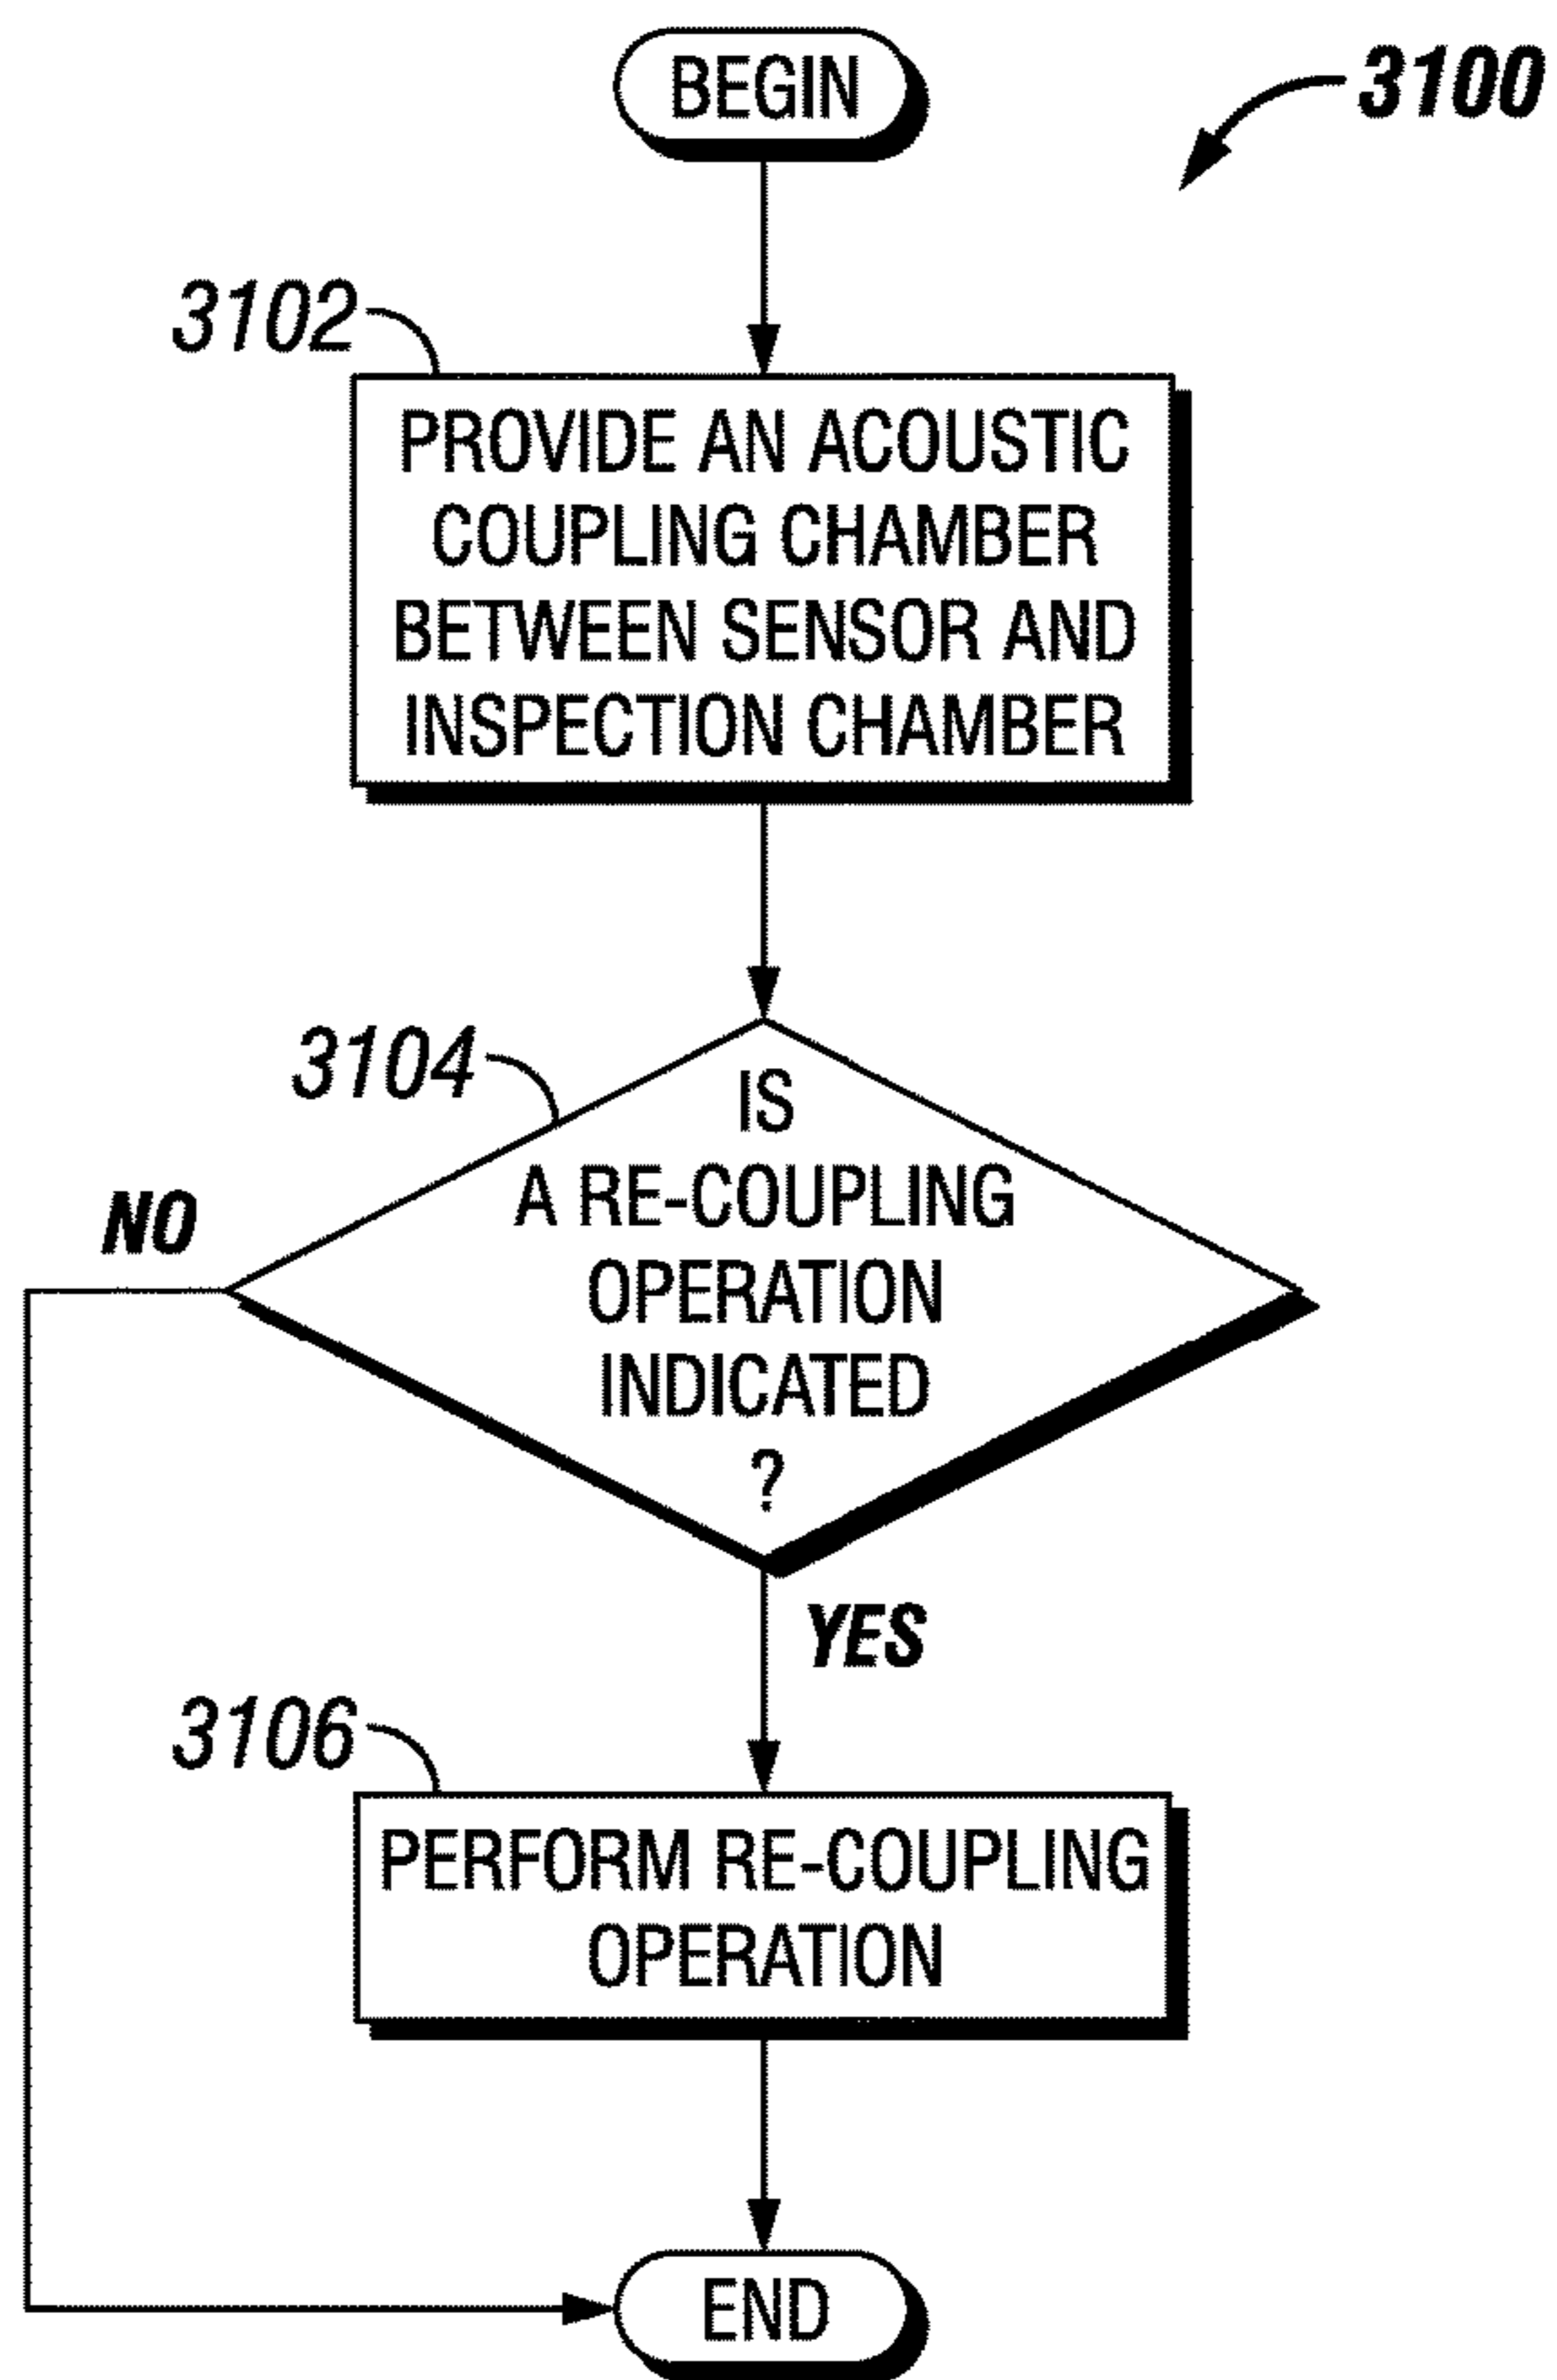 BEGIN
3100
3102
PROVIDE AN ACOUSTIC
COUPLING CHAMBER
BETWEEN SENSOR AND
INSPECTION CHAMBER
3104
IS
A RE-COUPLING
OPERATION
INDICATED
?
NO
YES
3106
PERFORM RE-COUPLING
OPERATION
END